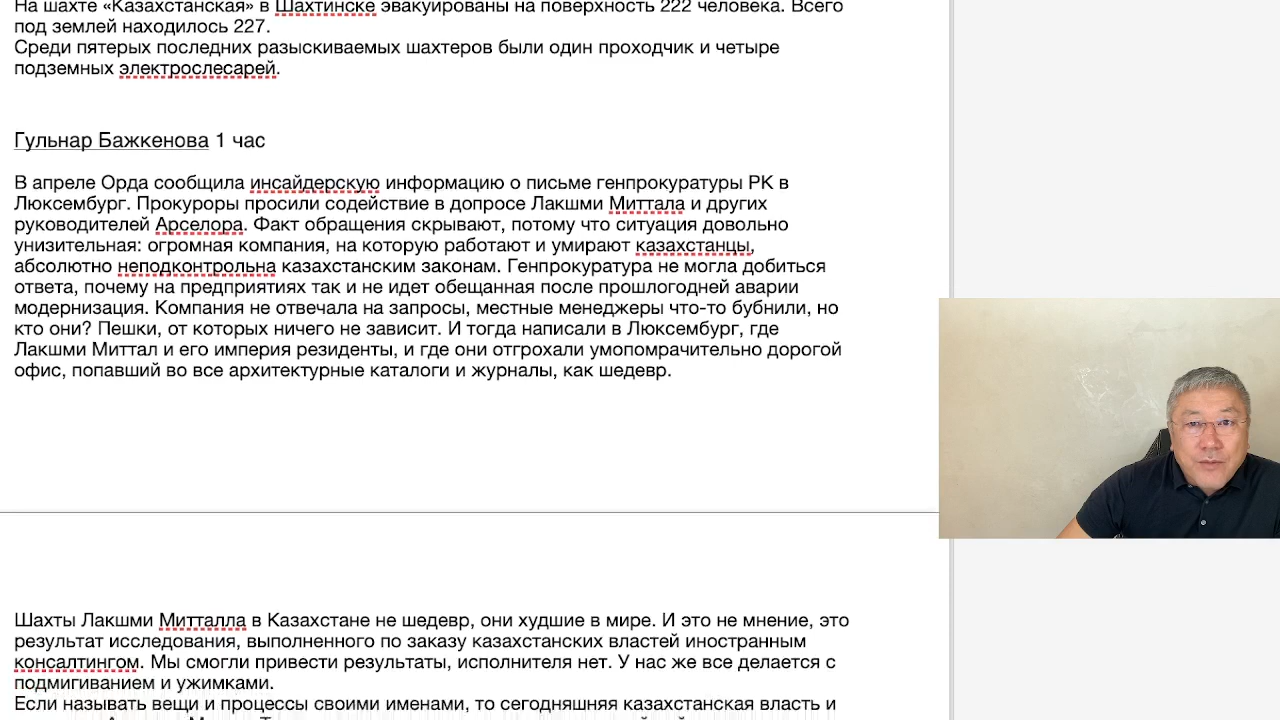 На шахте «Казахстанская» в Шахтинске эвакуированы на поверхность 222 человека. Всего
под землей находилось 227.
Среди пятерых последних разыскиваемых шахтеров были один проходчик и четыре
подземных электрослесарей.
Гульнар Бажкенова 1 час
В апреле Орда сообщила инсайдерскую информацию о письме генпрокуратуры РК в
Люксембург. Прокуроры просили содействие в допросе Лакшми Миттала и других
руководителей Арселора. Факт обращения скрывают, потому что ситуация довольно
унизительная: огромная компания, на которую работают и умирают казахстанцы,
абсолютно неподконтрольна казахстанским законам. Генпрокуратура не могла добиться
ответа, почему на предприятиях так и не идет обещанная после прошлогодней аварии
модернизация. Компания не отвечала на запросы, местные менеджеры что-то бубнили, но
кто они? Пешки, от которых ничего не зависит. И тогда написали в Люксембург, где
Лакшми Миттал и его империя резиденты, и где они отгрохали умопомрачительно дорогой
офис, попавший во все архитектурные каталоги и журналы, как шедевр.
Шахты Лакшми Митталла в Казахстане не шедевр, они худшие в мире. И это не мнение, это
результат исследования, выполненного по заказу казахстанских властей иностранным
консалтингом. Мы смогли привести результаты, исполнителя нет. У нас же все делается с
подмигиванием и ужимками.
Если называть вещи и процессы своими именами, то сегодняшняя казахстанская власть и